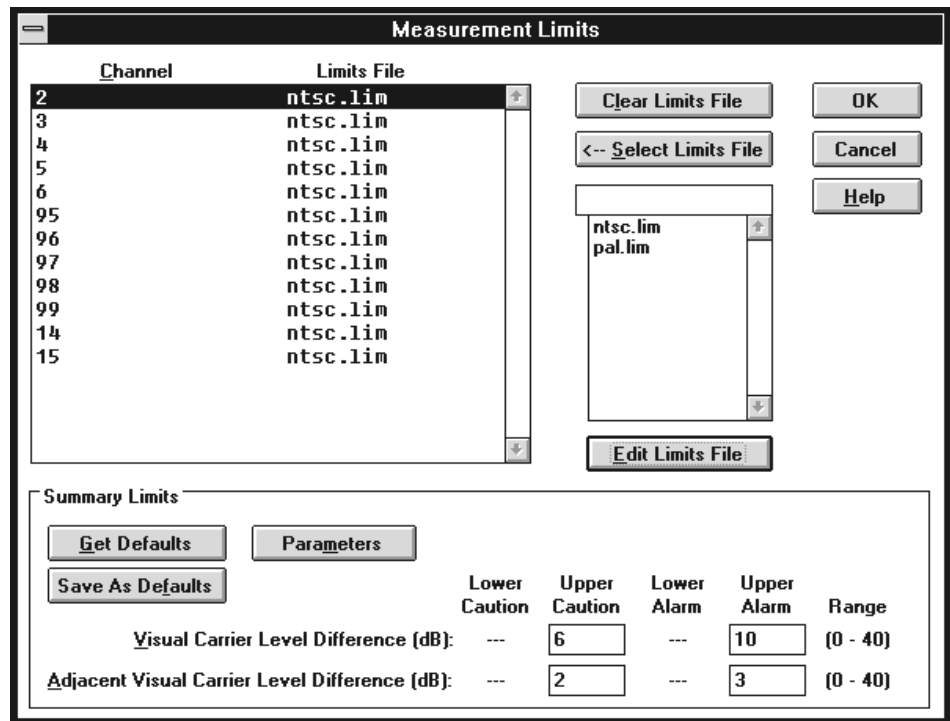 Measurement Limits
Channel Limits File
2 ntsc.lim
3 ntsc.lim
4 ntsc.lim
5 ntsc.lim
6 ntsc.lim
95 ntsc.lim
96 ntsc.lim
97 ntsc.lim
98 ntsc.lim
99 ntsc.lim
14 ntsc.lim
15 ntsc.lim
Clear Limits File
<-- Select Limits File
ntsc.lim
pal.lim
Edit Limits File
OK
Cancel
Help
Summary Limits
Get Defaults Parameters
Save As Defaults
Lower Caution Upper Caution Lower Alarm Upper Alarm Range
Visual Carrier Level Difference (dB): --- 6 --- 10 (0 - 40)
Adjacent Visual Carrier Level Difference (dB): --- 2 --- 3 (0 - 40)